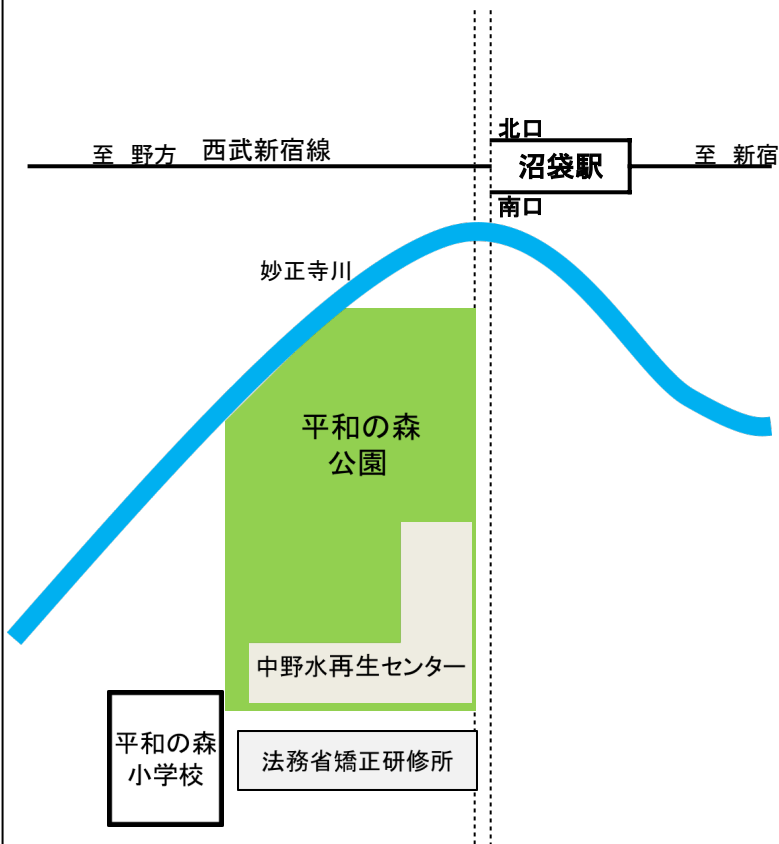 北口
至 野方
西武新宿線
沼袋駅
至 新宿
南口
妙正寺川
平和の森
公園
中野水再生センター
平和の森
小学校
法務省矯正研修所